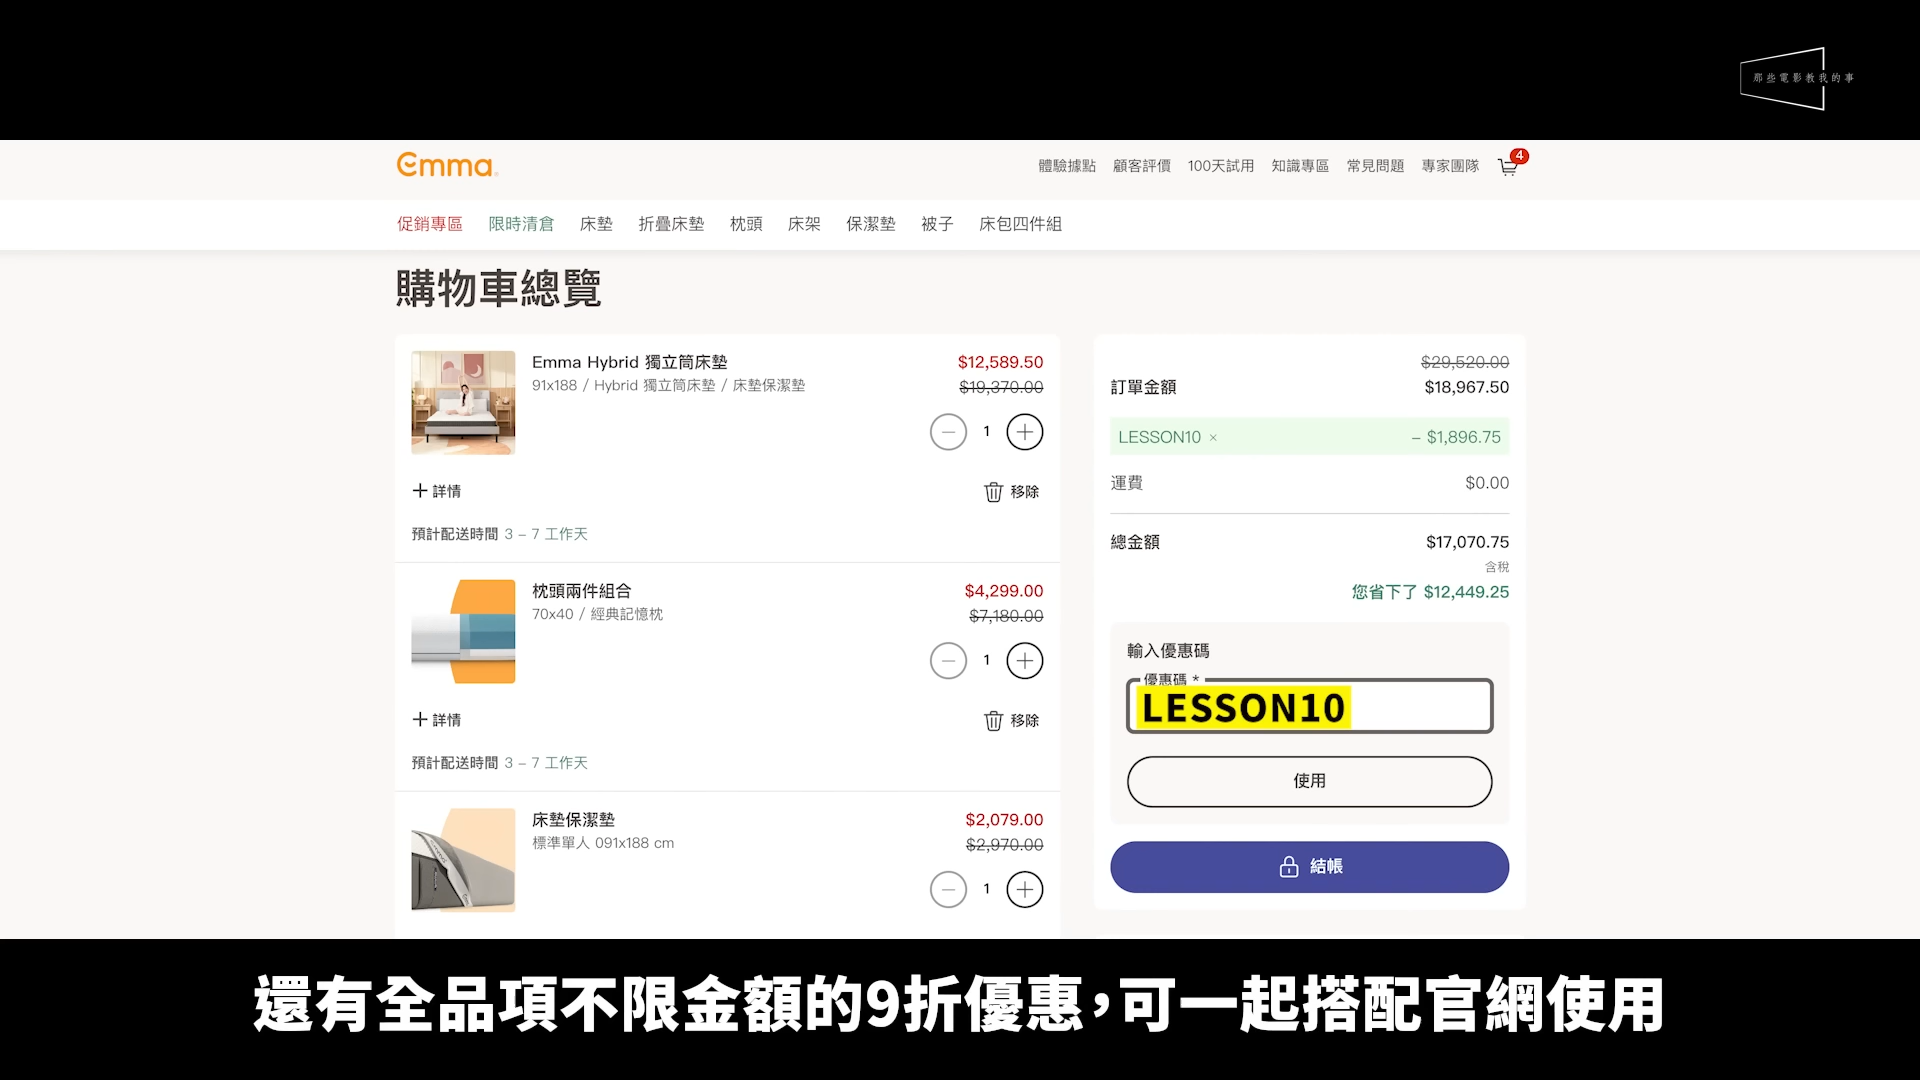 那些電影教我的事
Emma
體驗據點 顧客評價 100天試用 知識專區 常見問題 專家團隊 4
促銷專區 限時清倉 床墊 折疊床墊 枕頭 床架 保潔墊 被子 床包四件組
購物車總覽
Emma Hybrid 獨立筒床墊 $12,589.50
91x188 / Hybrid 獨立筒床墊 / 床墊保潔墊 $19,370.00
1
詳情 移除
預計配送時間 3 – 7 工作天
枕頭兩件組合 $4,299.00
70x40 / 經典記憶枕 $7,180.00
1
詳情 移除
預計配送時間 3 – 7 工作天
床墊保潔墊 $2,079.00
標準單人 091x188 cm $2,970.00
1
$29,520.00
訂單金額 $18,967.50
LESSON10 × – $1,896.75
運費 $0.00
總金額 $17,070.75
含稅
您省下了 $12,449.25
輸入優惠碼
優惠碼 *
LESSON10
使用
結帳
還有全品項不限金額的9折優惠，可一起搭配官網使用